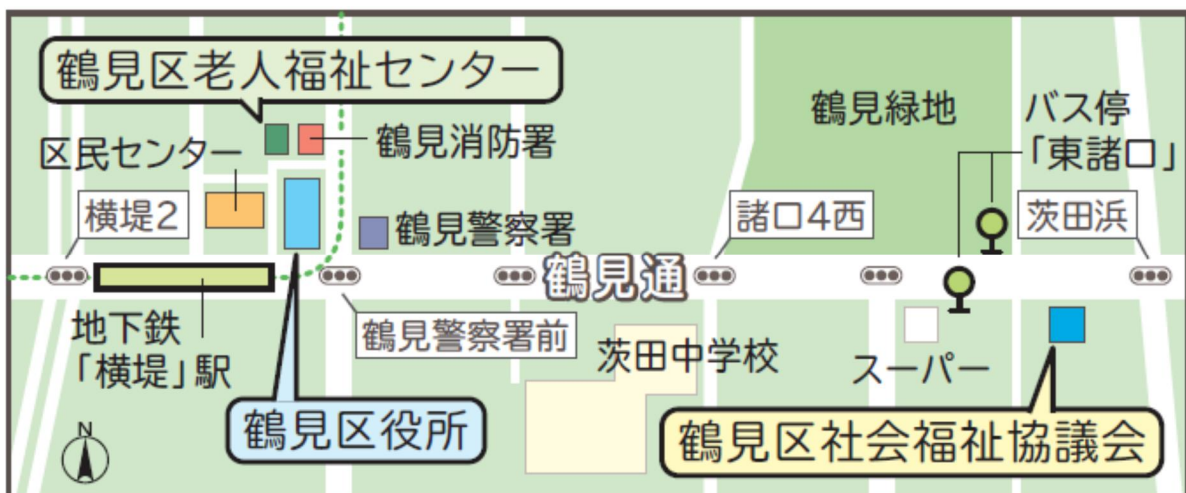 鶴見区老人福祉センター
鶴見緑地
バス停
「東諸口」
鶴見消防署
区民センター
横堤2
鶴見警察署
諸口4西
茨田浜
鶴見通
地下鉄
「横堤」駅
鶴見警察署前
茨田中学校
スーパー
鶴見区役所
鶴見区社会福祉協議会
N